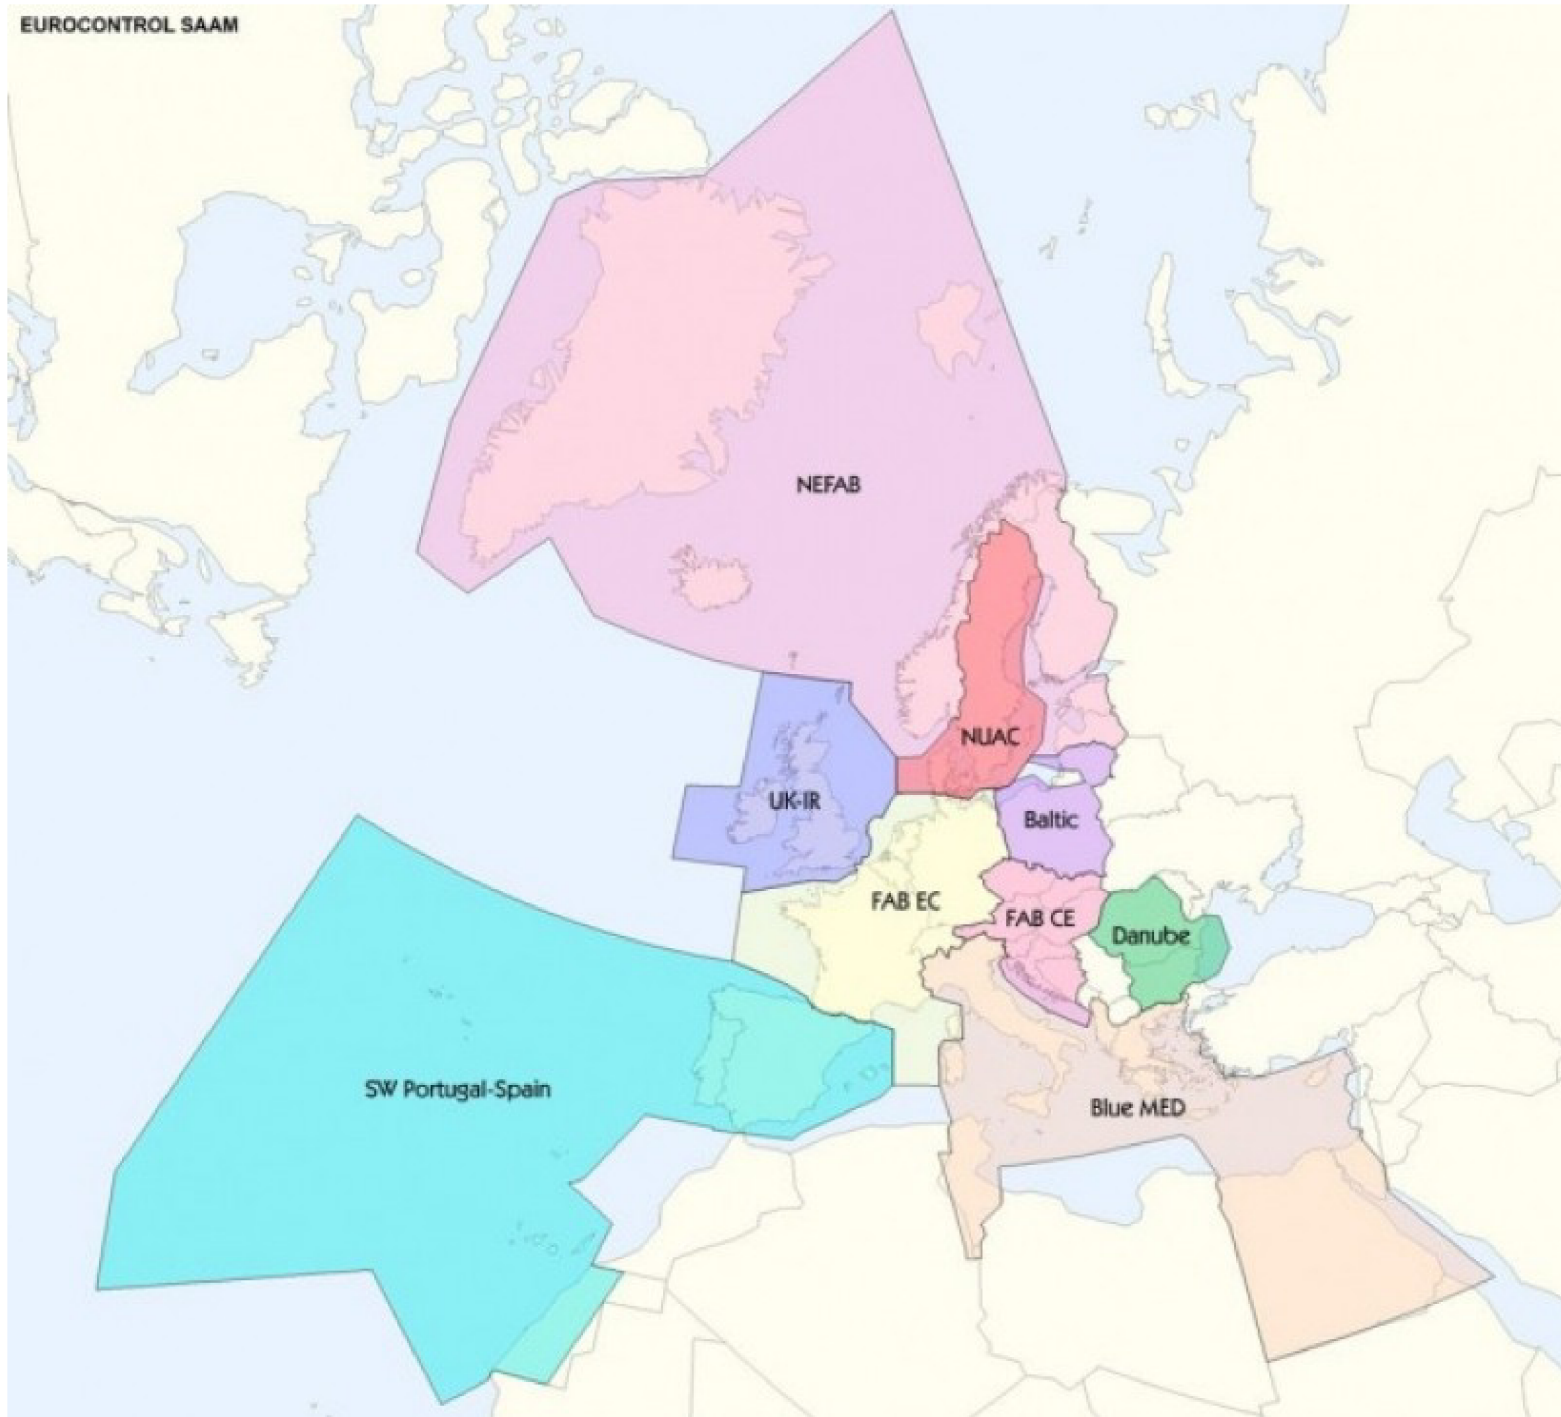 EUROCONTROL SAAM
NEFAB
NUAC
UK-IR
Baltic
FAB EC
FAB CE
Danube
SW Portugal-Spain
Blue MED